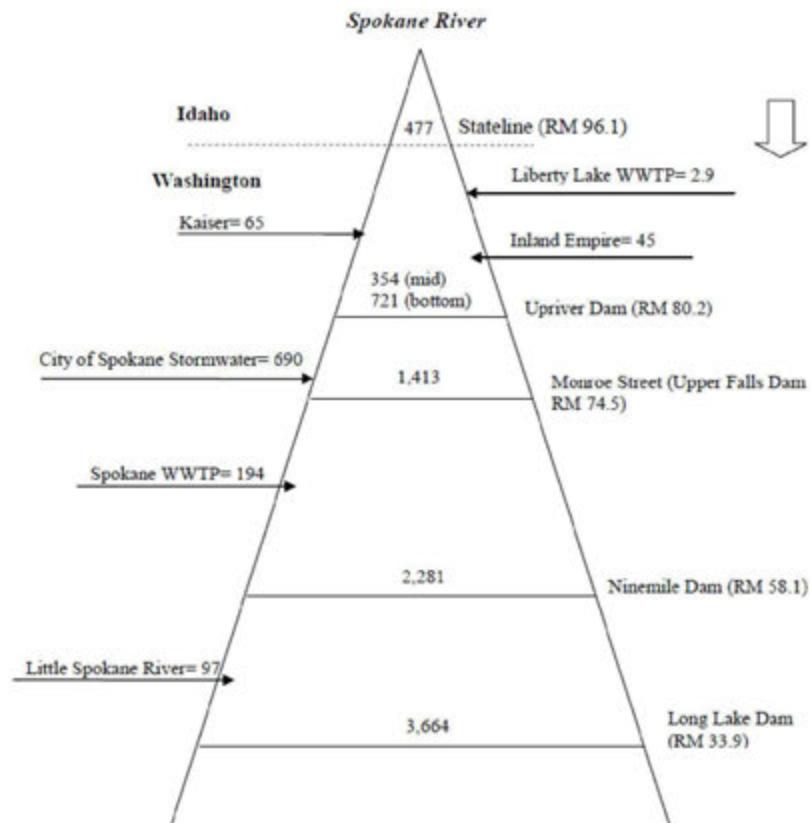 Spokane River
Idaho
477 Stateline (RM 96.1)
Washington
Liberty Lake WWTP= 2.9
Kaiser= 65
Inland Empire= 45
354 (mid)
721 (bottom)
Upriver Dam (RM 80.2)
City of Spokane Stormwater= 690
1,413
Monroe Street (Upper Falls Dam
RM 74.5)
Spokane WWTP= 194
2,281
Ninemile Dam (RM 58.1)
Little Spokane River= 97
3,664
Long Lake Dam
(RM 33.9)